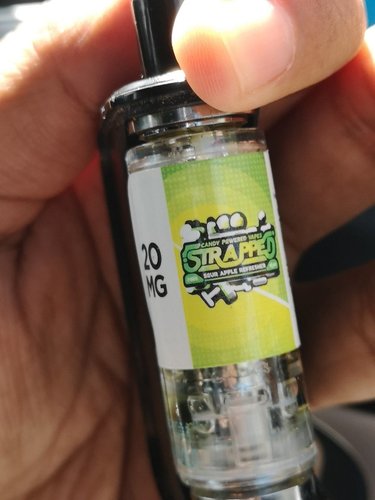 20
MG
CANDY POWERED VAPES
STRAPPED
SOUR APPLE REFRESHER